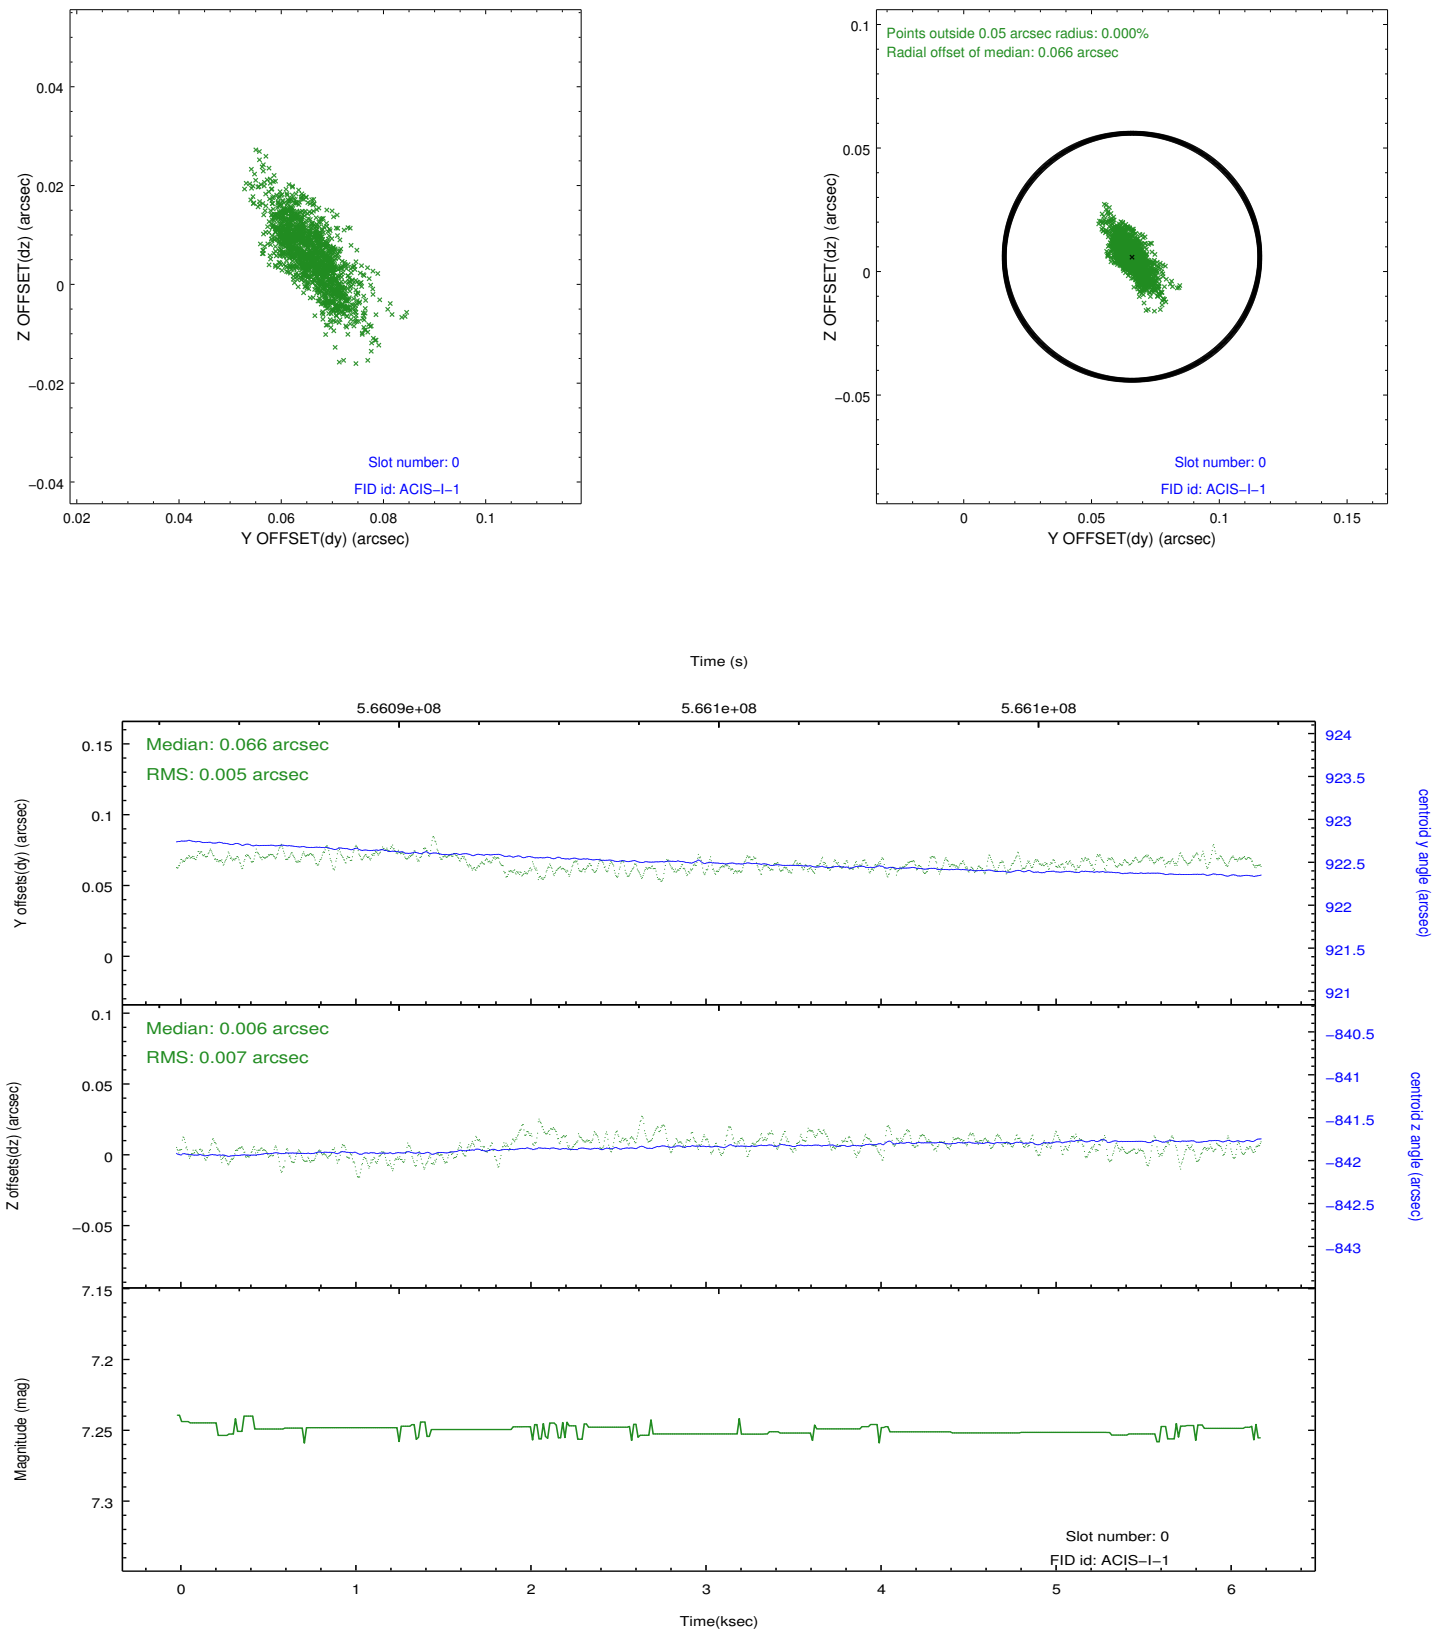 0.04
0.02
0
−0.02
−0.04
Z OFFSET(dz) (arcsec)
Slot number: 0
FID id: ACIS−I−1
0.02 0.04 0.06 0.08 0.1
Y OFFSET(dy) (arcsec)
Points outside 0.05 arcsec radius: 0.000%
Radial offset of median: 0.066 arcsec
0.1
0.05
0
−0.05
Z OFFSET(dz) (arcsec)
Slot number: 0
FID id: ACIS−I−1
0 0.05 0.1 0.15
Y OFFSET(dy) (arcsec)
Time (s)
5.6609e+08 5.661e+08 5.661e+08
Median: 0.066 arcsec
RMS: 0.005 arcsec
0.15
0.1
0.05
0
Y offsets(dy) (arcsec)
924
923.5
923
922.5
922
921.5
921
centroid y angle (arcsec)
Median: 0.006 arcsec
RMS: 0.007 arcsec
0.1
0.05
0
−0.05
Z offsets(dz) (arcsec)
−840.5
−841
−841.5
−842
−842.5
−843
centroid z angle (arcsec)
7.15
7.2
7.25
7.3
Magnitude (mag)
Slot number: 0
FID id: ACIS−I−1
0 1 2 3 4 5 6
Time(ksec)